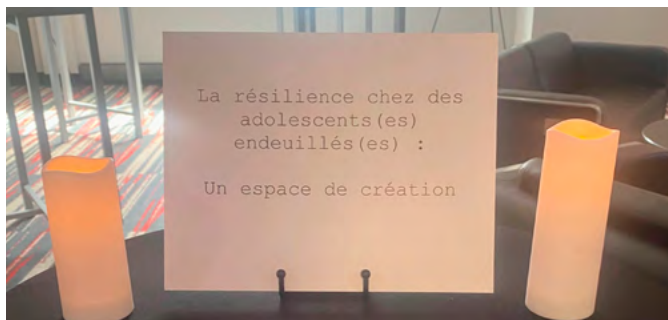 La résilience chez des
adolescents(es)
endeuillés(es) :
Un espace de création